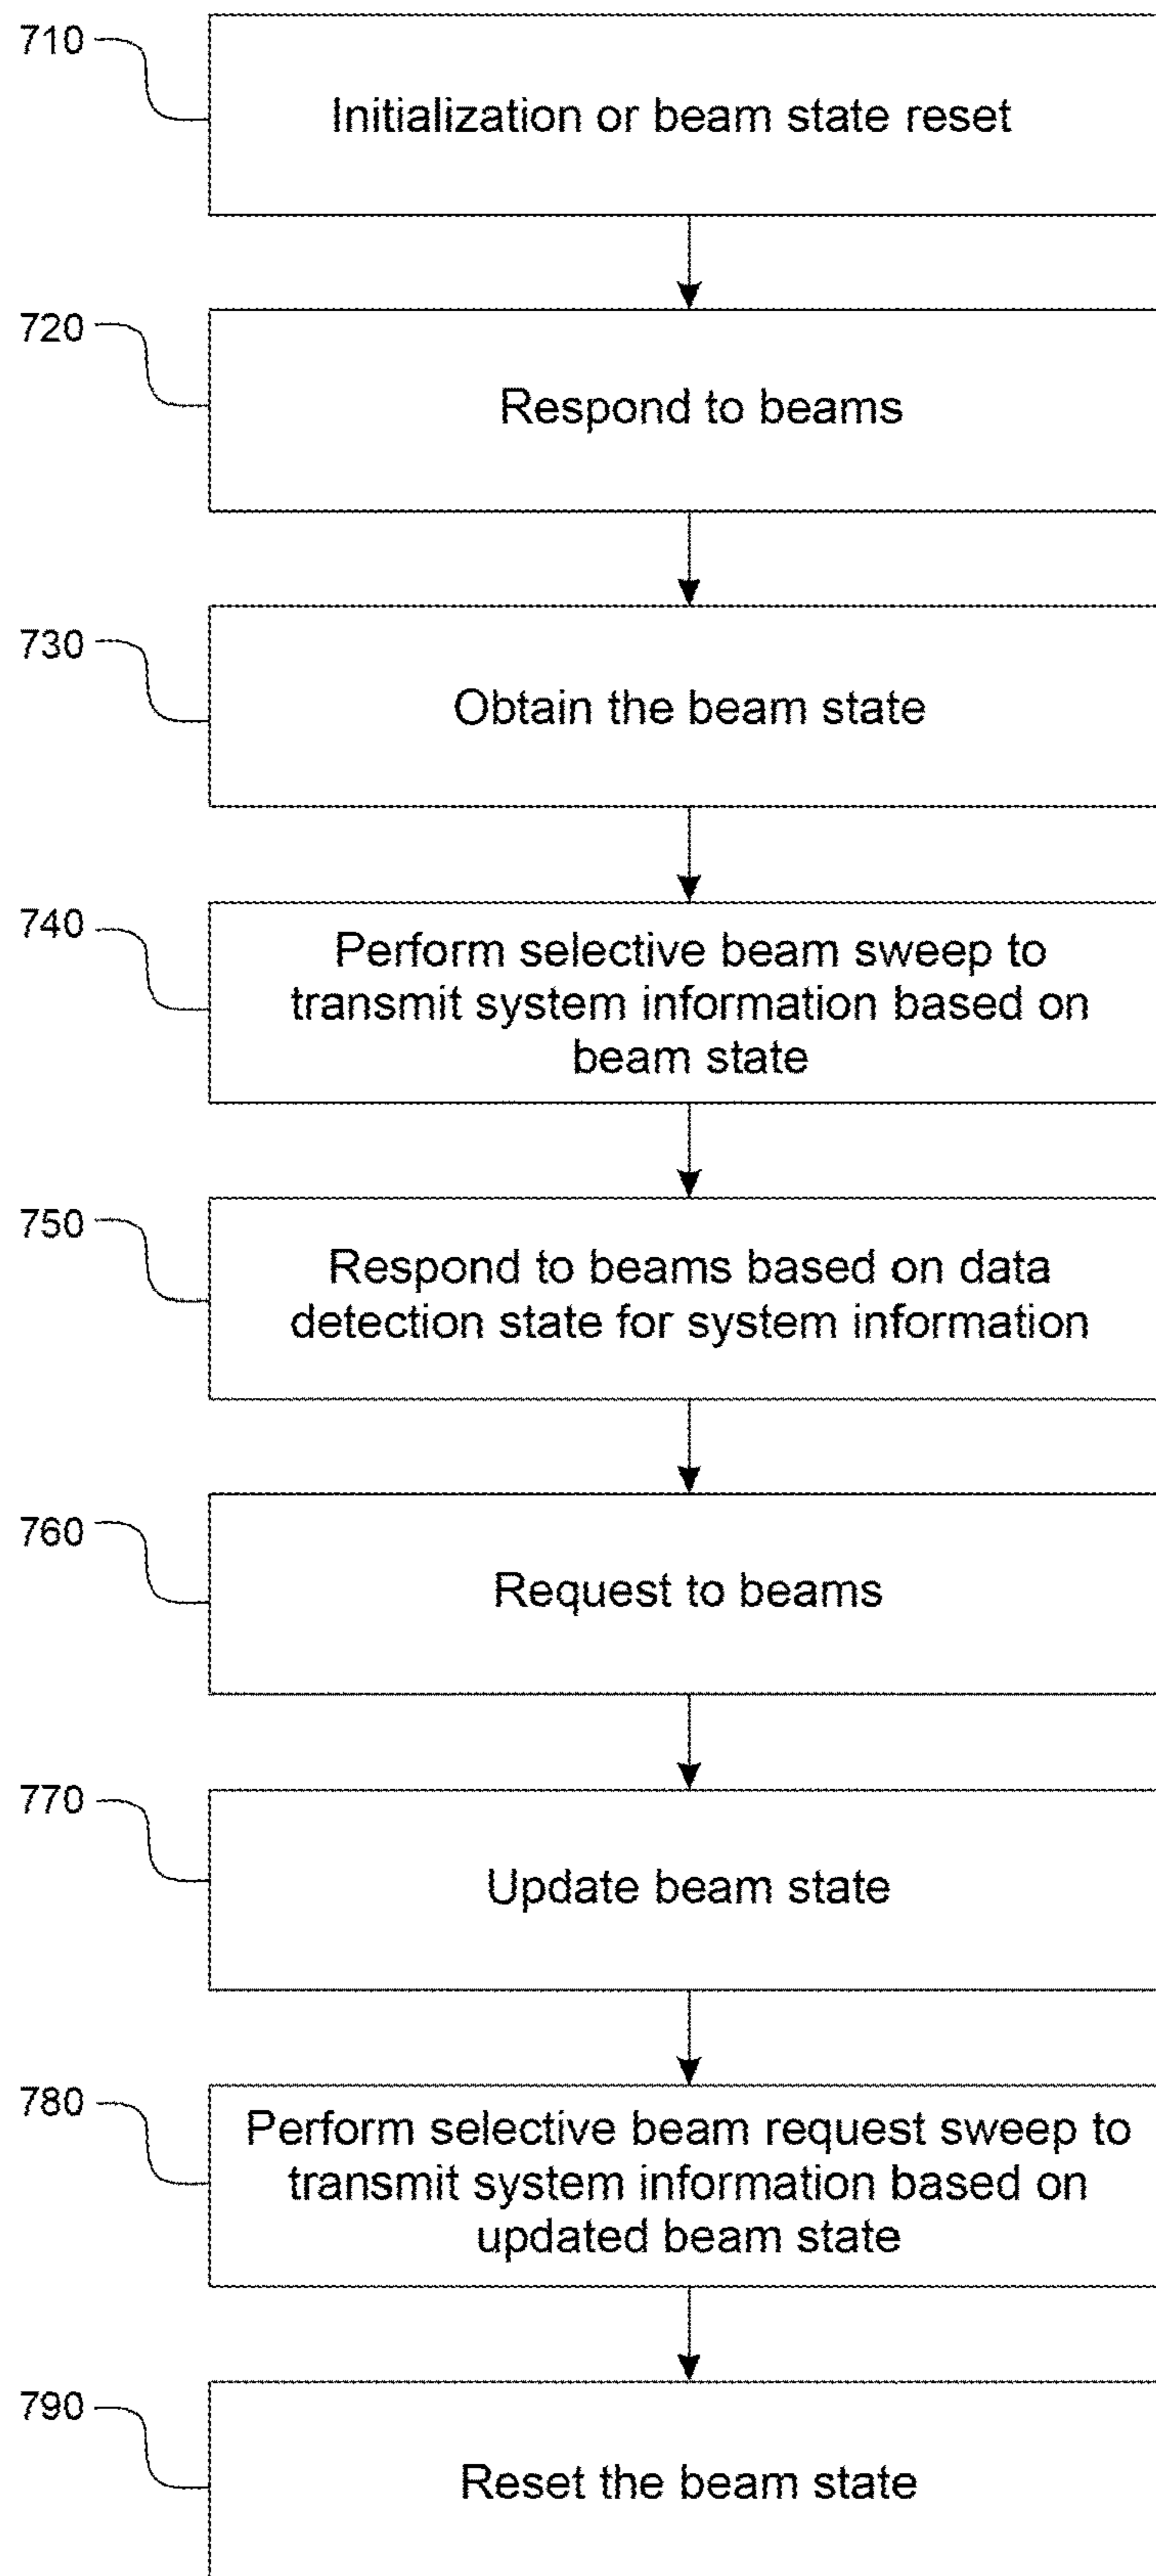 710
Initialization or beam state reset
720
Respond to beams
730
Obtain the beam state
740
Perform selective beam sweep to
transmit system information based on
beam state
750
Respond to beams based on data
detection state for system information
760
Request to beams
770
Update beam state
780
Perform selective beam request sweep to
transmit system information based on
updated beam state
790
Reset the beam state